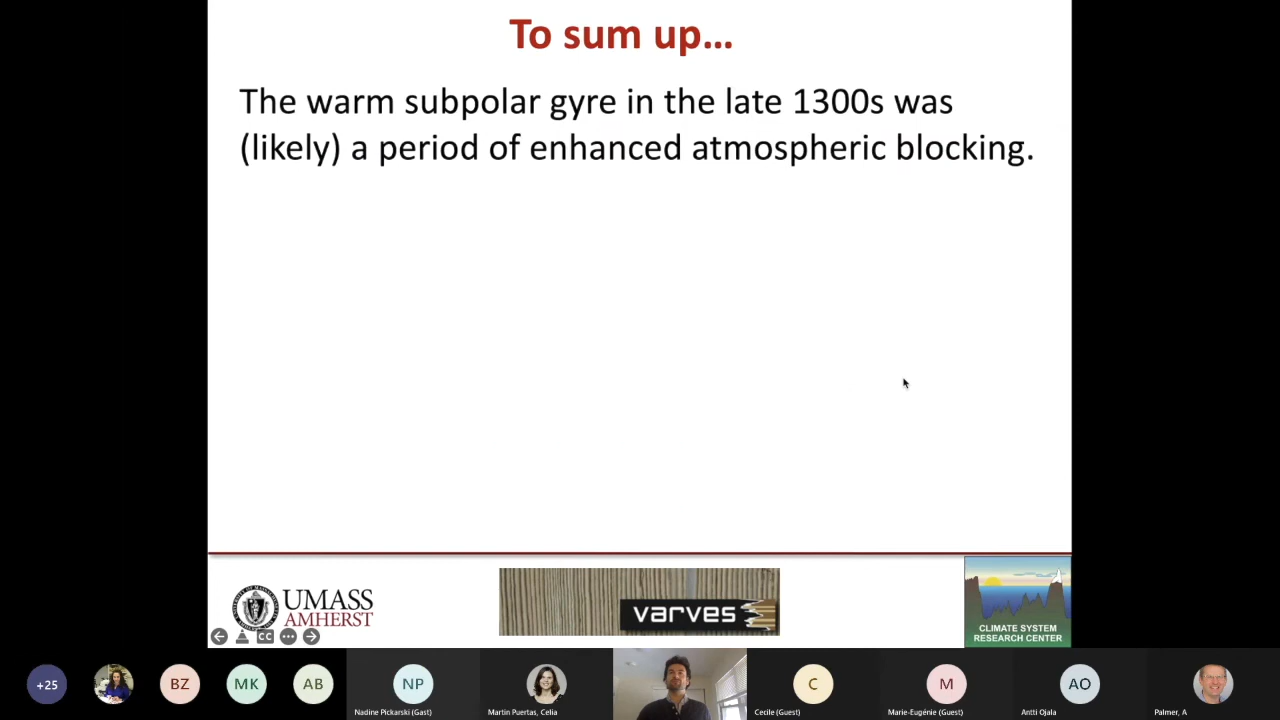 To sum up...
The warm subpolar gyre in the late 1300s was
(likely) a period of enhanced atmospheric blocking.
UMASS
AMHERST
varves
CLIMATE SYSTEM
RESEARCH CENTER
CC
+25
BZ
MK
AB
NP
Nadine Pickarski (Gast)
Martin Puertas, Celia
C
Cecile (Guest)
M
Marie-Eugénie (Guest)
AO
Antti Ojala
Palmer, A